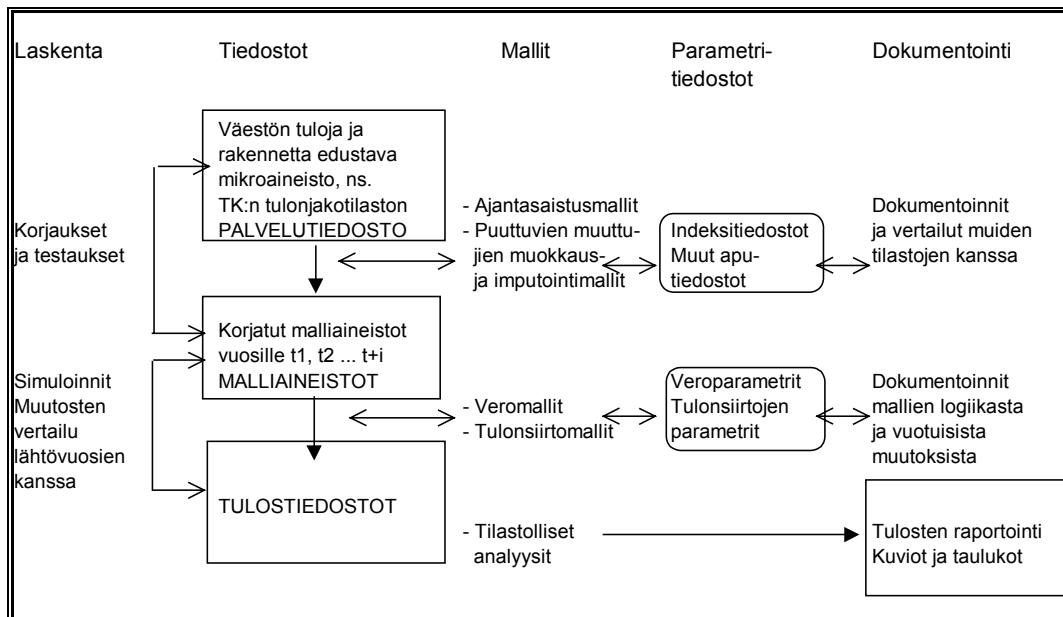 Laskenta
Tiedostot
Mallit
Parametri-
tiedostot
Dokumentointi
Väestön tuloja ja
rakennetta edustava
mikroaineisto, ns.
TK:n tulonjakotilaston
PALVELUTIEDOSTO
Korjaukset
ja testaukset
- Ajantasaistusmallit
- Puuttuvien muuttu-
jien muokkaus-
ja imputointimallit
Indeksitiedostot
Muut apu-
tiedostot
Dokumentoinnit
ja vertailut muiden
tilastojen kanssa
Korjatut malliaineistot
vuosille t1, t2 ... t+i
MALLIAINEISTOT
Simuloinnit
Muutosten
vertailu
lähtövuosien
kanssa
- Veromallit
- Tulonsiirtomallit
Veroparametrit
Tulonsiirtojen
parametrit
Dokumentoinnit
mallien logiikasta
ja vuotuisista
muutoksista
TULOSTIEDOSTOT
- Tilastolliset
analyysit
Tulosten raportointi
Kuviot ja taulukot